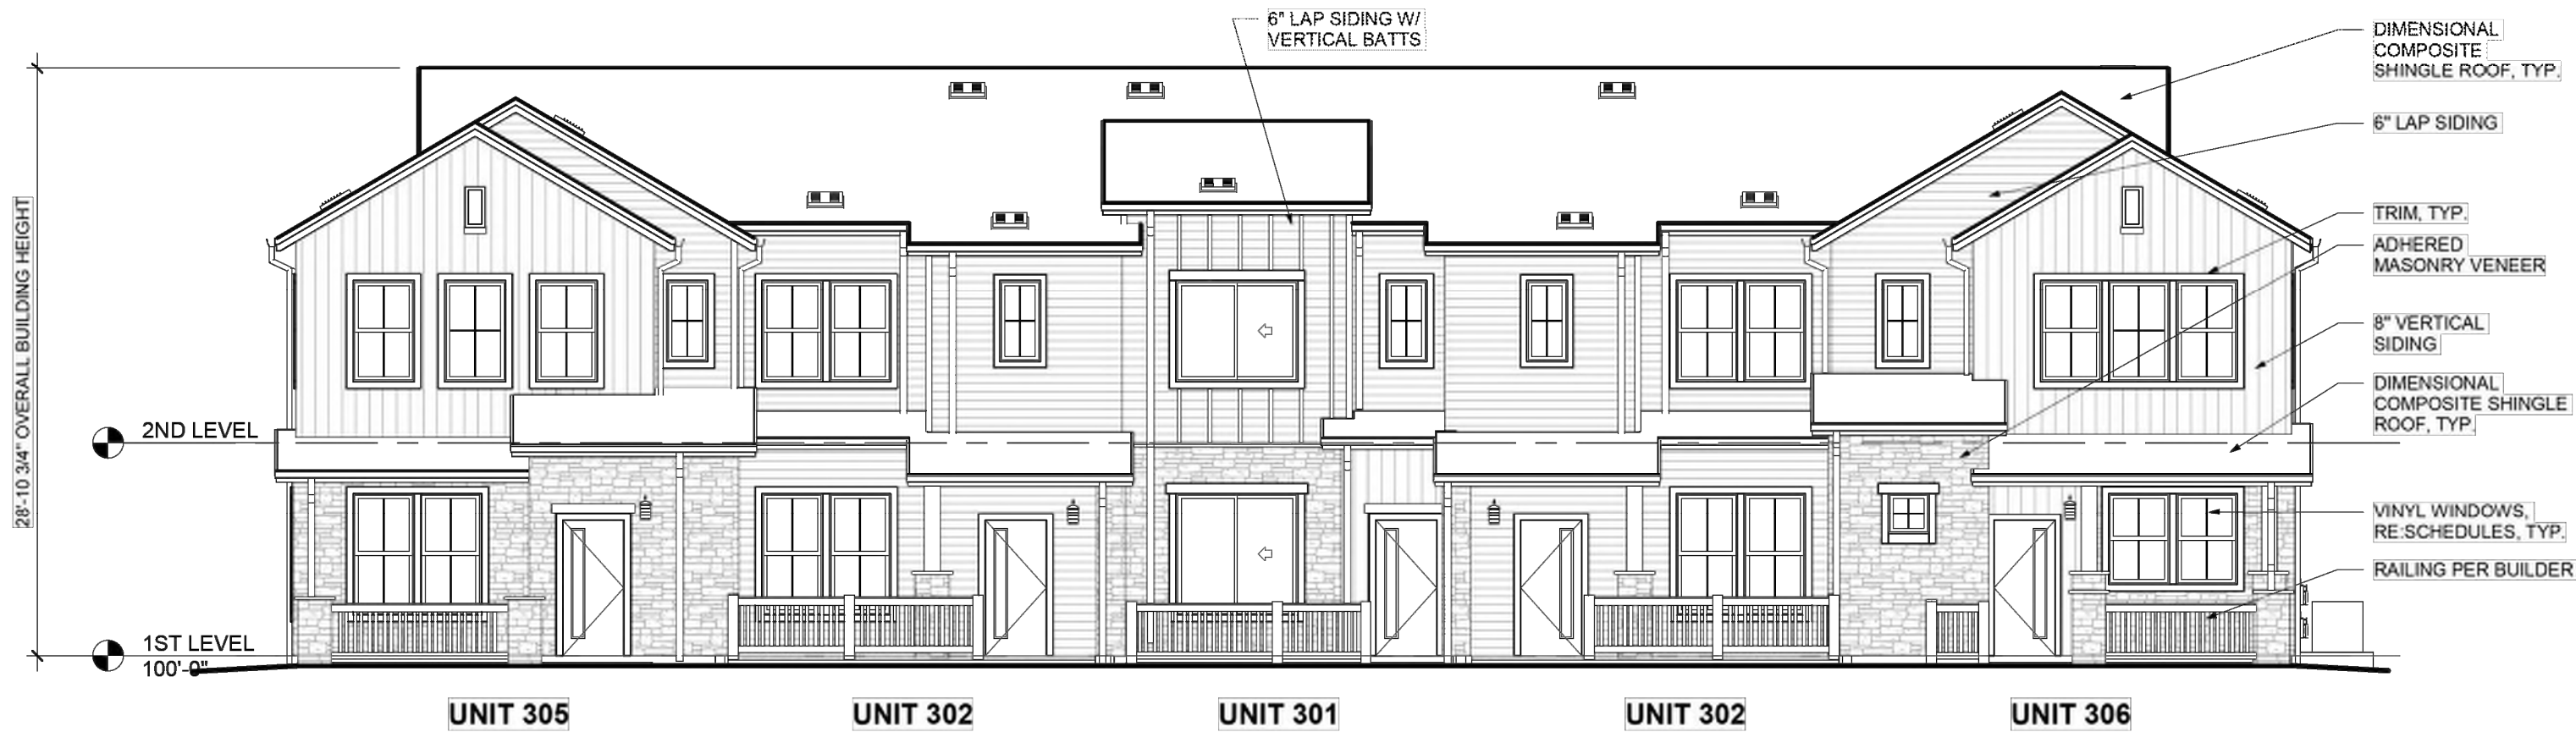 6" LAP SIDING W/
VERTICAL BATTS
DIMENSIONAL
COMPOSITE
SHINGLE ROOF, TYP.
6" LAP SIDING
TRIM, TYP.
ADHERED
MASONRY VENEER
8" VERTICAL
SIDING
DIMENSIONAL
COMPOSITE SHINGLE
ROOF, TYP.
VINYL WINDOWS,
RE:SCHEDULES, TYP.
RAILING PER BUILDER
28'-10 3/4" OVERALL BUILDING HEIGHT
2ND LEVEL
1ST LEVEL
100'-0"
UNIT 305
UNIT 302
UNIT 301
UNIT 302
UNIT 306